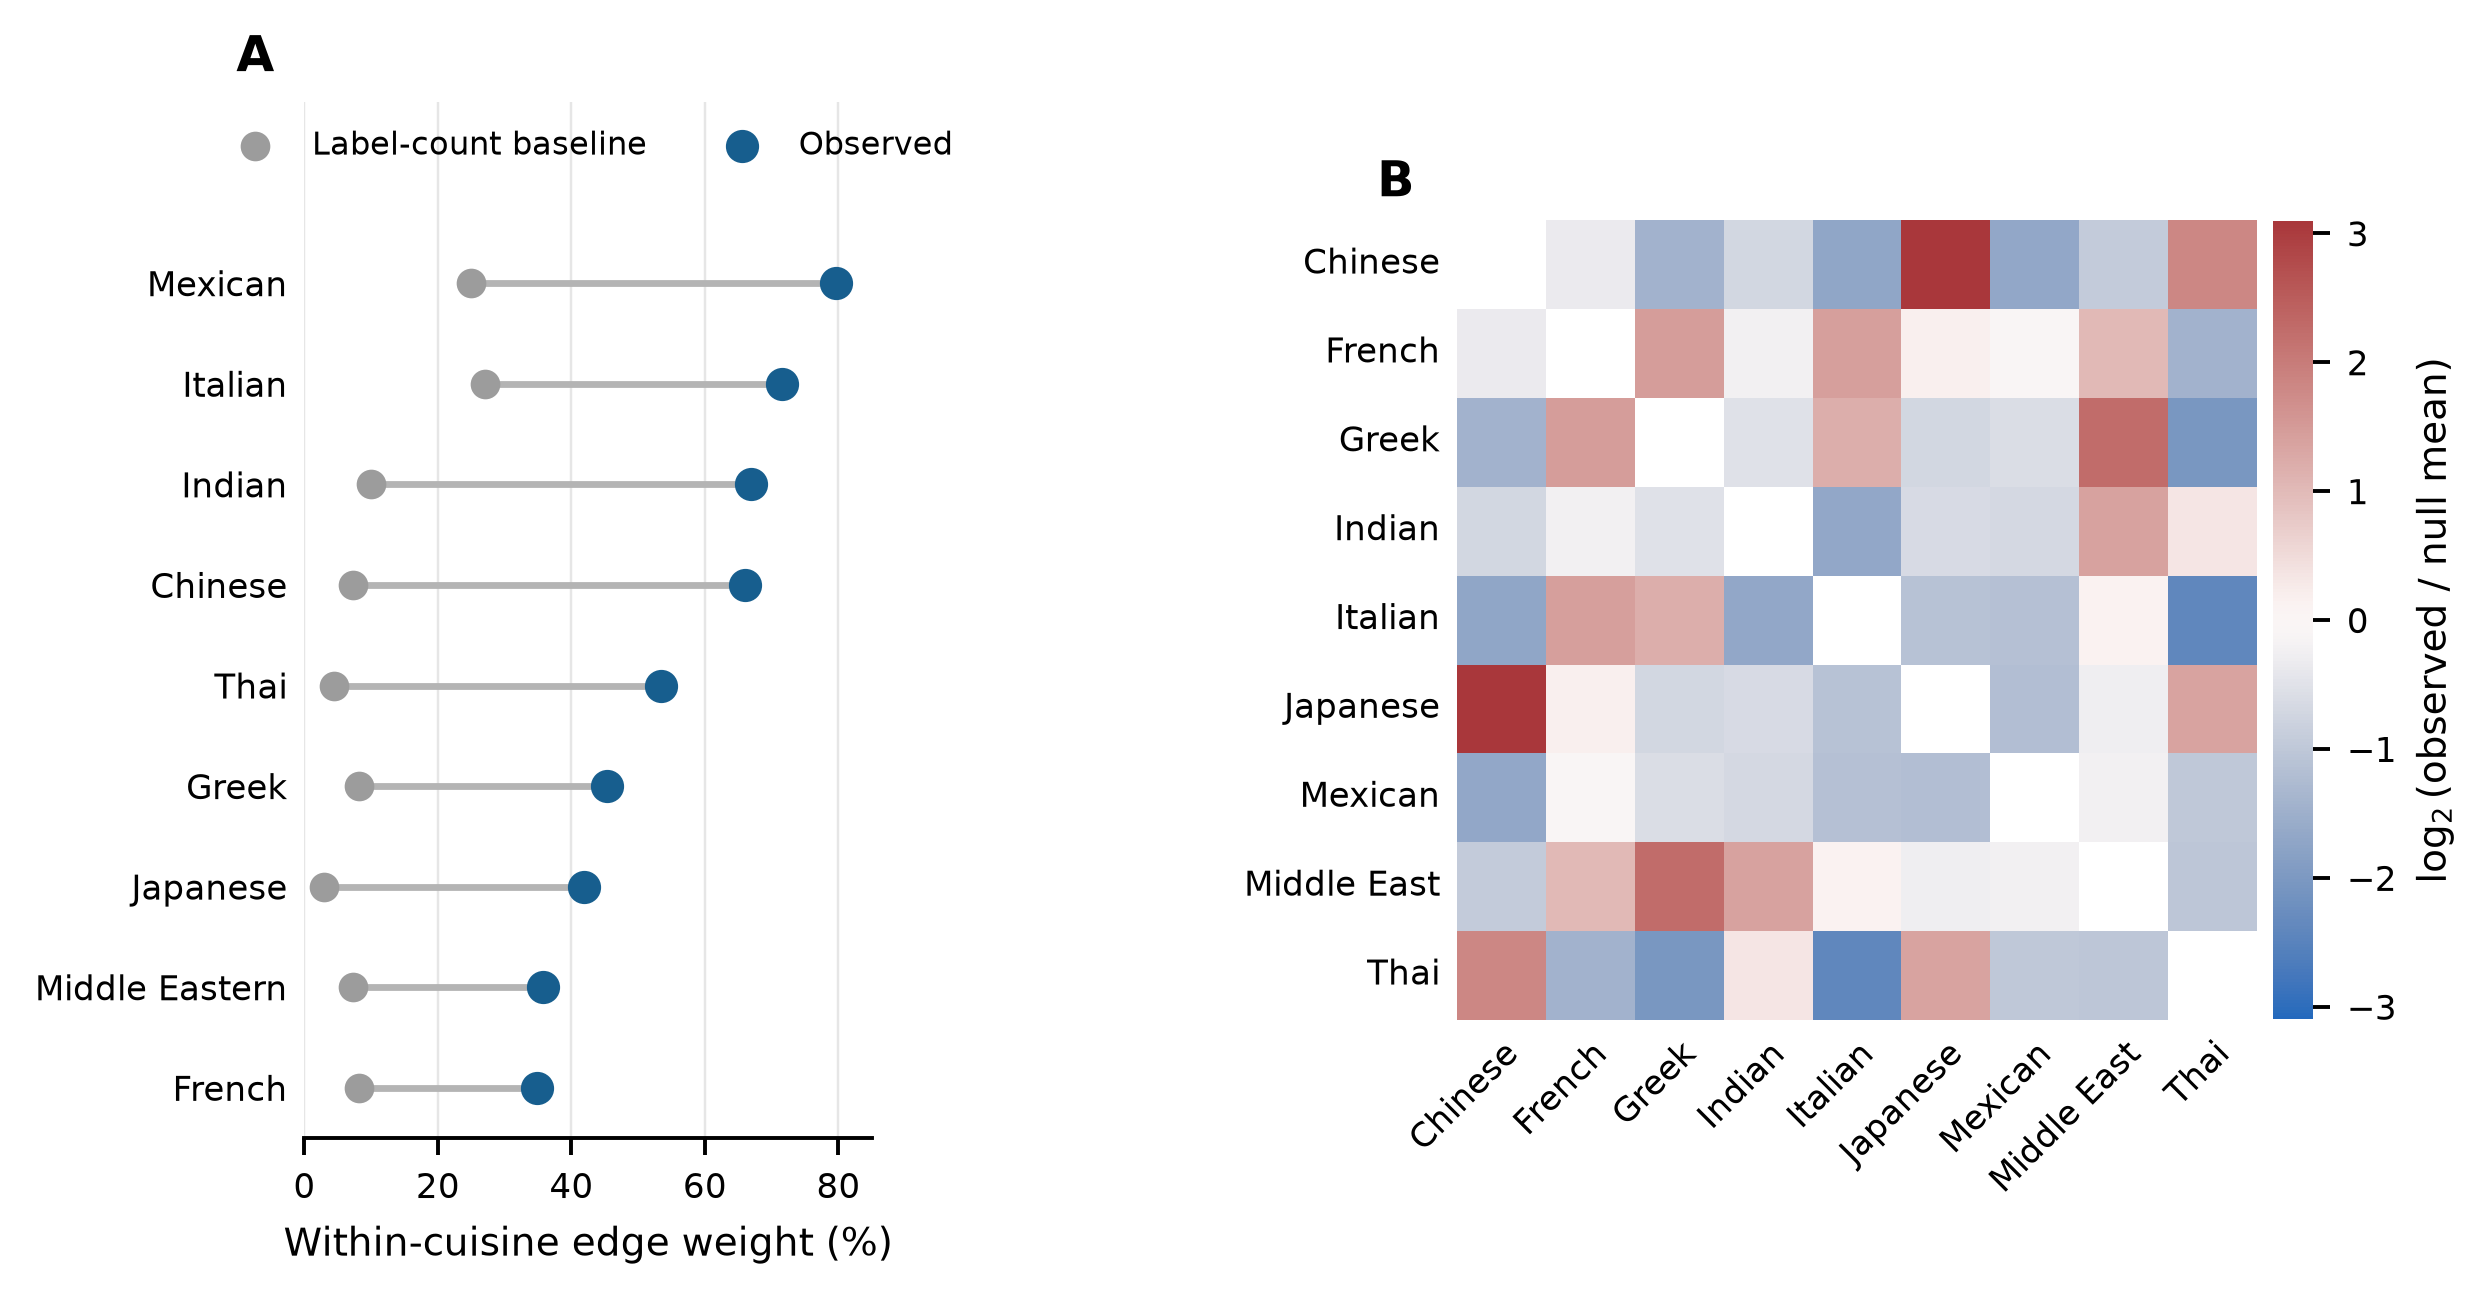 A
Label-count baseline
Observed
Mexican
Italian
Indian
Chinese
Thai
Greek
Japanese
Middle Eastern
French
0 20 40 60 80
Within-cuisine edge weight (%)
B
Chinese
French
Greek
Indian
Italian
Japanese
Mexican
Middle East
Thai
Chinese
French
Greek
Indian
Italian
Japanese
Mexican
Middle East
Thai
3
2
1
0
−1
−2
−3
log₂ (observed / null mean)